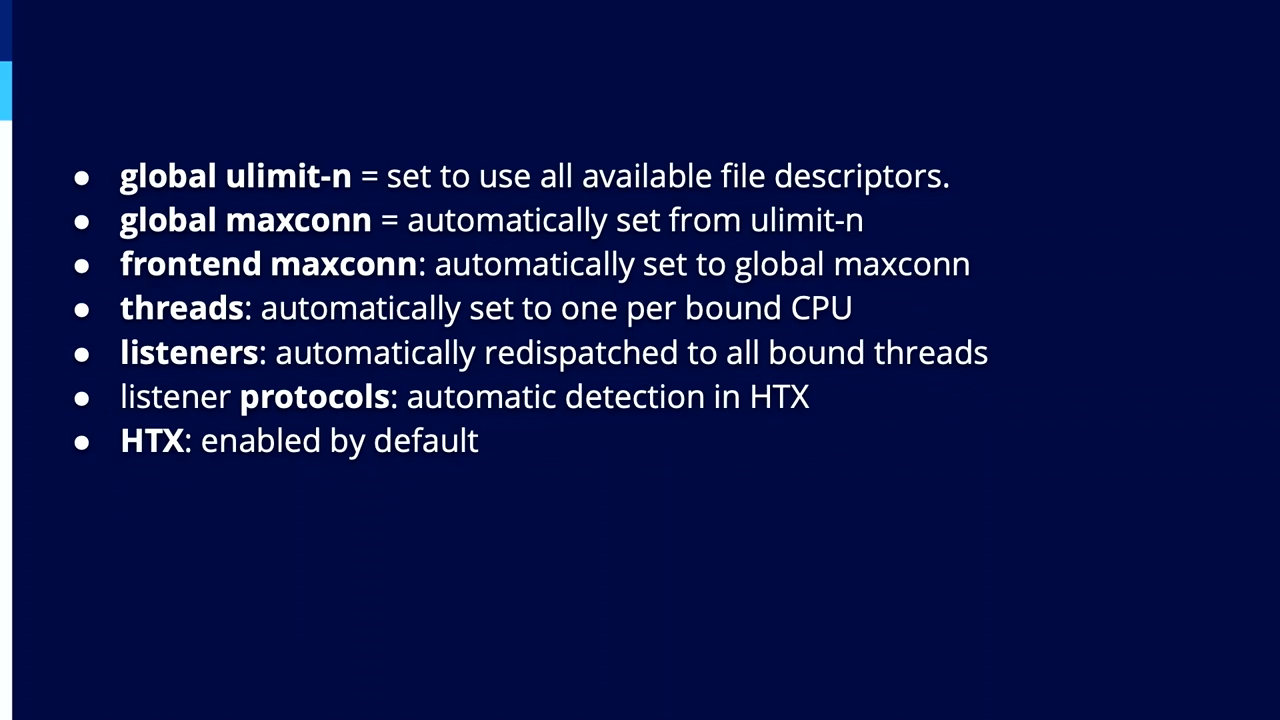 ● global ulimit-n = set to use all available file descriptors.
● global maxconn = automatically set from ulimit-n
● frontend maxconn: automatically set to global maxconn
● threads: automatically set to one per bound CPU
● listeners: automatically redispatched to all bound threads
● listener protocols: automatic detection in HTX
● HTX: enabled by default